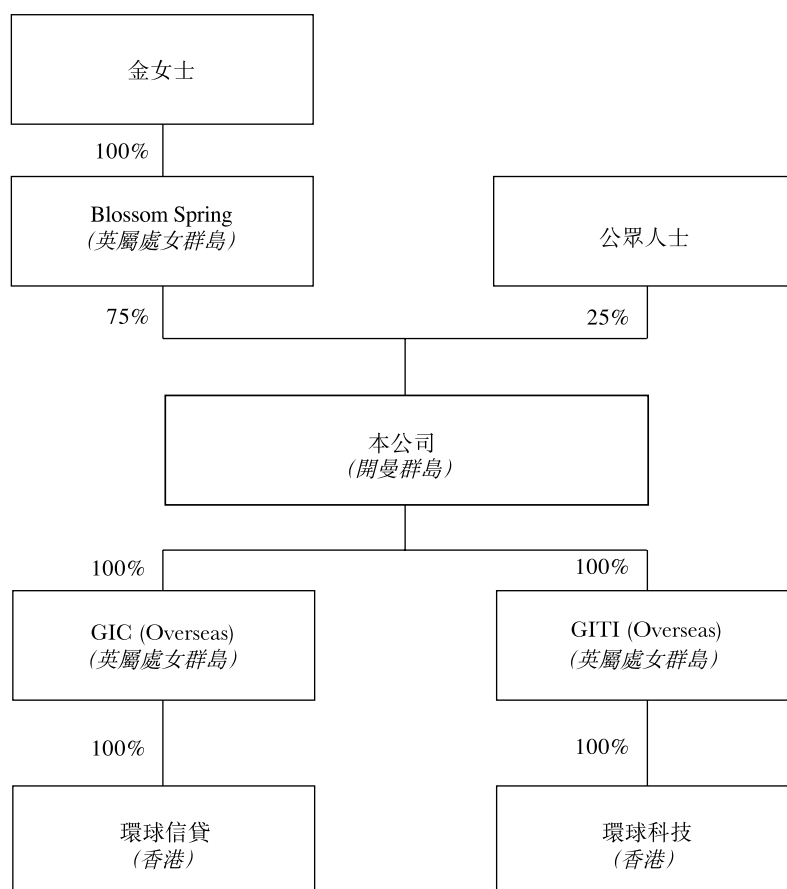 金女士
100%
Blossom Spring
(英屬處女群島)
公眾人士
75%
25%
本公司
(開曼群島)
100%
100%
GIC (Overseas)
(英屬處女群島)
GITI (Overseas)
(英屬處女群島)
100%
100%
環球信貸
(香港)
環球科技
(香港)